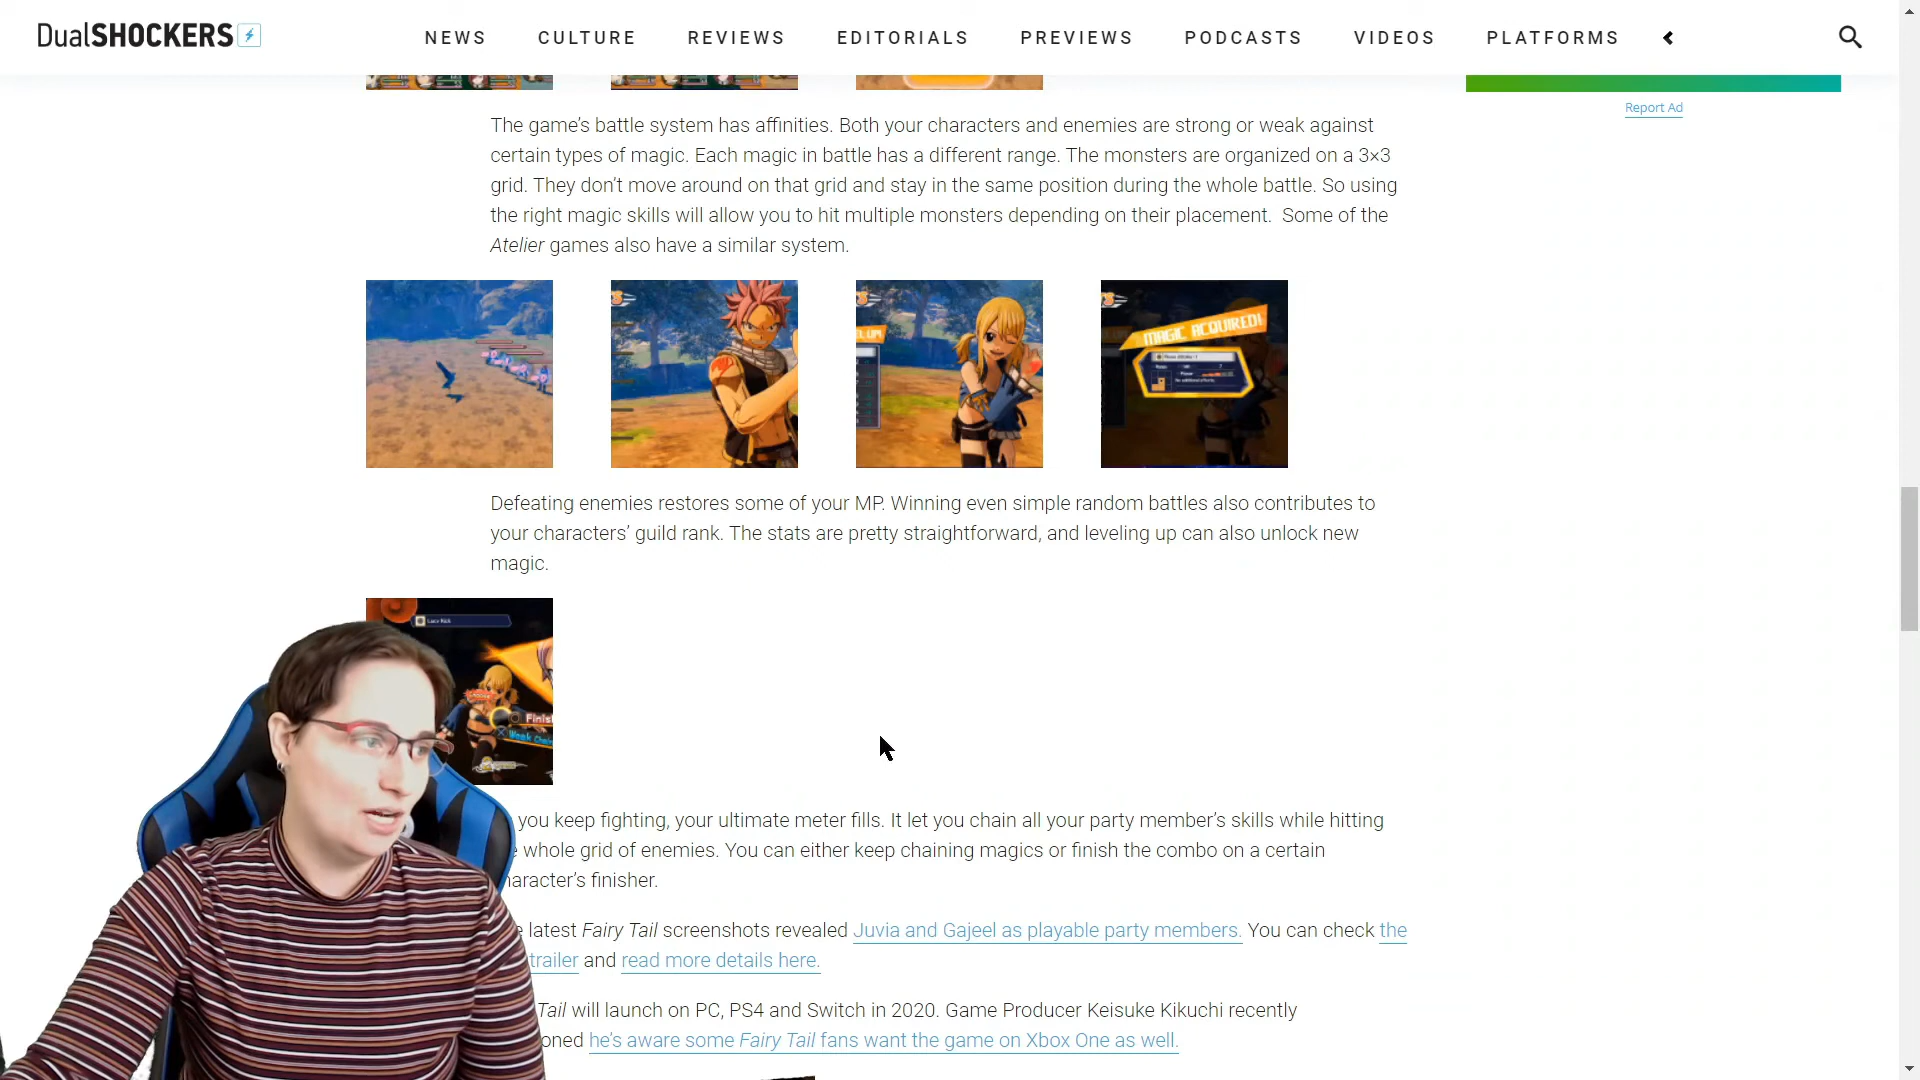 DualSHOCKERS
NEWS CULTURE REVIEWS EDITORIALS PREVIEWS PODCASTS VIDEOS PLATFORMS
Report Ad
The game’s battle system has affinities. Both your characters and enemies are strong or weak against
certain types of magic. Each magic in battle has a different range. The monsters are organized on a 3×3
grid. They don’t move around on that grid and stay in the same position during the whole battle. So using
the right magic skills will allow you to hit multiple monsters depending on their placement. Some of the
Atelier games also have a similar system.
MAGIC ACQUIRED!
Defeating enemies restores some of your MP. Winning even simple random battles also contributes to
your characters’ guild rank. The stats are pretty straightforward, and leveling up can also unlock new
magic.
Lucy Kick
Finis
you keep fighting, your ultimate meter fills. It let you chain all your party member’s skills while hitting
whole grid of enemies. You can either keep chaining magics or finish the combo on a certain
haracter’s finisher.
latest Fairy Tail screenshots revealed Juvia and Gajeel as playable party members. You can check the
trailer and read more details here.
Tail will launch on PC, PS4 and Switch in 2020. Game Producer Keisuke Kikuchi recently
oned he’s aware some Fairy Tail fans want the game on Xbox One as well.